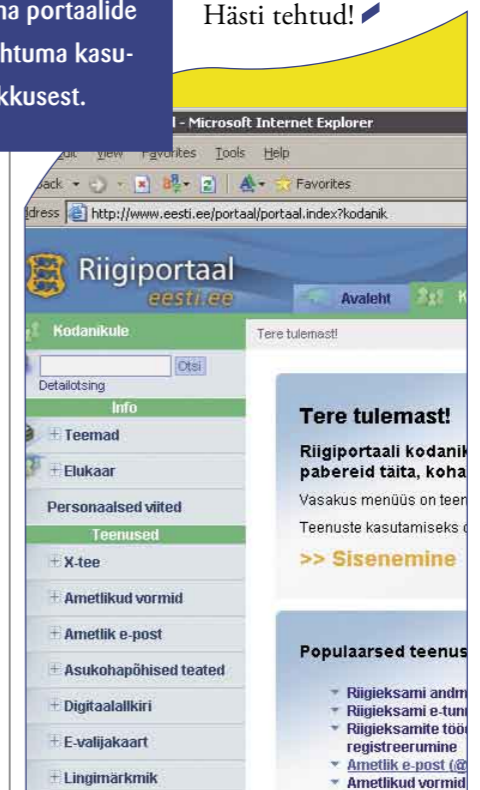 na portaalide
htuma kasu-
kkusest.
Hästi tehtud!
l - Microsoft Internet Explorer
Edit View Favorites Tools Help
Back Favorites
ddress http://www.eesti.ee/portaal/portaal.index?kodanik
Riigiportaal
eesti.ee
Avaleht K
Kodanikule
Tere tulemast!
Otsi
Detailotsing
Info
Teemad
Elukaar
Personaalsed viited
Teenused
X-tee
Ametlikud vormid
Ametlik e-post
Asukohapõhised teated
Digitaalallkiri
E-valijakaart
Lingimärkmik
Tere tulemast!
Riigiportaali kodanik
pabereid täita, koha
Vasakus menüüs on teen
Teenuste kasutamiseks
>> Sisenemine
Populaarsed teenus
Riigieksami andm
Riigieksami e-tun
Riigieksamite töö
registreerumine
Ametlik e-post (@
Ametlikud vormid